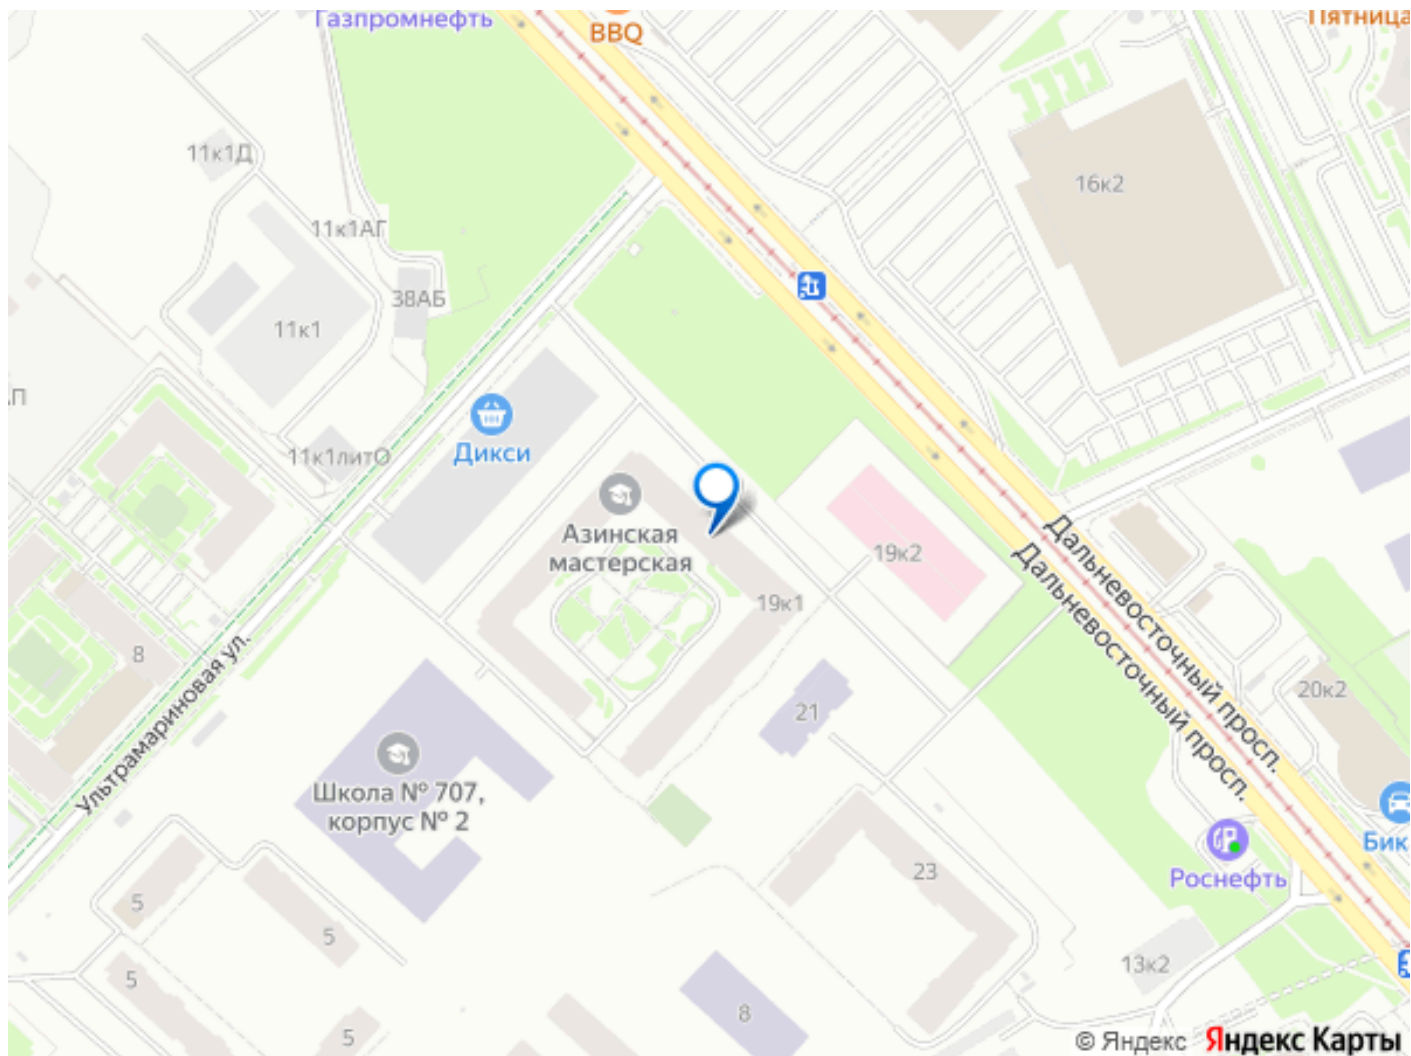 Газпромнефть
BBQ
Пятница
11к1Д
16к2
11к1АГ
38АБ
11к1
АП
Дикси
11к1литО
Азинская
мастерская
19к2
19к1
Дальневосточный просп.
Дальневосточный просп.
8
Ультрамариновая ул.
21
20к2
Школа № 707,
корпус № 2
Бик
Роснефть
23
5
5
5
13к2
8
5
© Яндекс Яндекс Карты